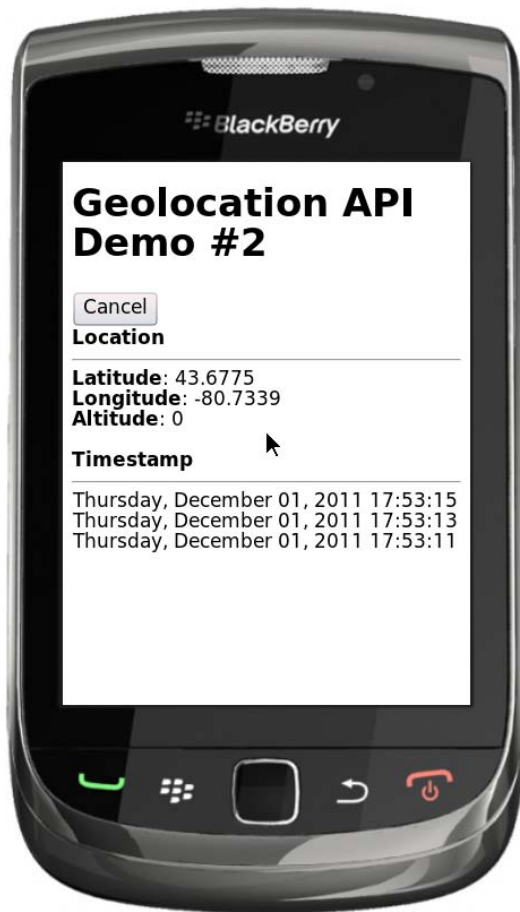 BlackBerry
Geolocation API
Demo #2
Cancel
Location
Latitude: 43.6775
Longitude: -80.7339
Altitude: 0
Timestamp
Thursday, December 01, 2011 17:53:15
Thursday, December 01, 2011 17:53:13
Thursday, December 01, 2011 17:53:11